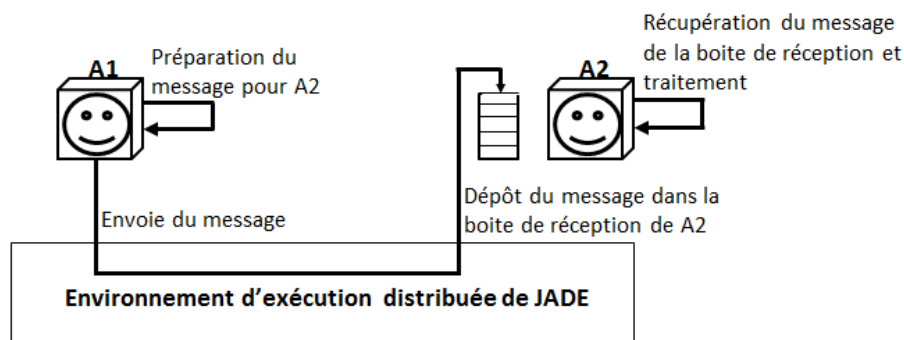 A1
Préparation du
message pour A2
Envoie du message
A2
Récupération du message
de la boite de réception et
traitement
Dépôt du message dans la
boite de réception de A2
Environnement d’exécution distribuée de JADE